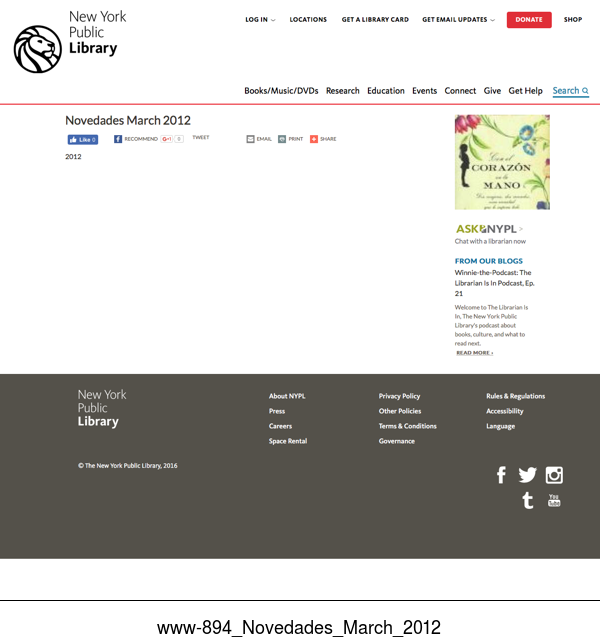 New York
Public
Library
LOG IN
LOCATIONS
GET A LIBRARY CARD
GET EMAIL UPDATES
DONATE
SHOP
Books/Music/DVDs
Research
Education
Events
Connect
Give
Get Help
Search
Novedades March 2012
Like 0
RECOMMEND
G+1 0
TWEET
EMAIL
PRINT
SHARE
2012
Con el
CORAZÓN
en la
MANO
ASKNYPL >
Chat with a librarian now
FROM OUR BLOGS
Winnie-the-Podcast: The
Librarian Is In Podcast, Ep.
21
Welcome to The Librarian Is
In, The New York Public
Library's podcast about
books, culture, and what to
read next.
READ MORE ›
New York
Public
Library
About NYPL
Press
Careers
Space Rental
Privacy Policy
Other Policies
Terms & Conditions
Governance
Rules & Regulations
Accessibility
Language
© The New York Public Library, 2016
You
Tube
www-894_Novedades_March_2012